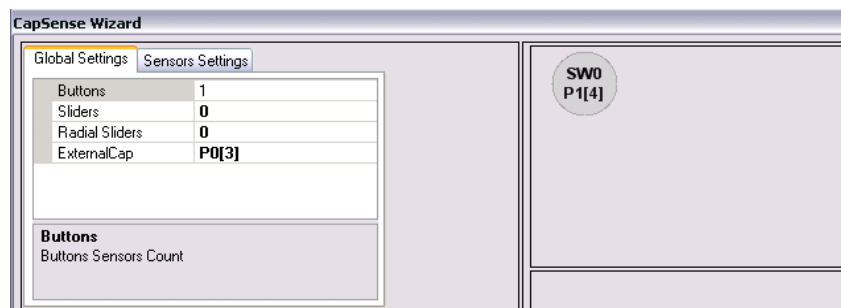 CapSense Wizard
Global Settings Sensors Settings
Buttons 1
Sliders 0
Radial Sliders 0
ExternalCap P0[3]
Buttons
Buttons Sensors Count
SW0
P1[4]